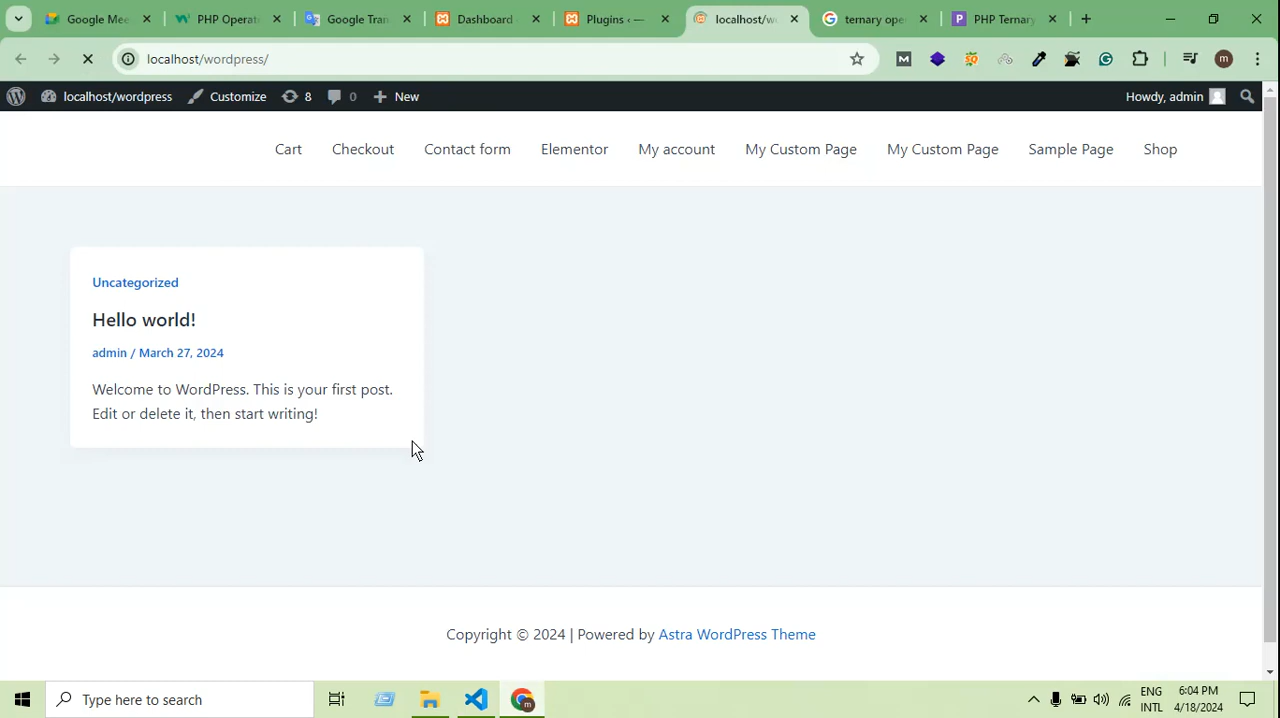 Google Mee
PHP Operat
Google Tran
Dashboard
Plugins ‹ —
localhost/w
ternary ope
PHP Ternary
localhost/wordpress/
localhost/wordpress
Customize
8
0
New
Howdy, admin
Cart
Checkout
Contact form
Elementor
My account
My Custom Page
My Custom Page
Sample Page
Shop
Uncategorized
Hello world!
admin / March 27, 2024
Welcome to WordPress. This is your first post.
Edit or delete it, then start writing!
Copyright © 2024 | Powered by Astra WordPress Theme
Type here to search
ENG
INTL
6:04 PM
4/18/2024